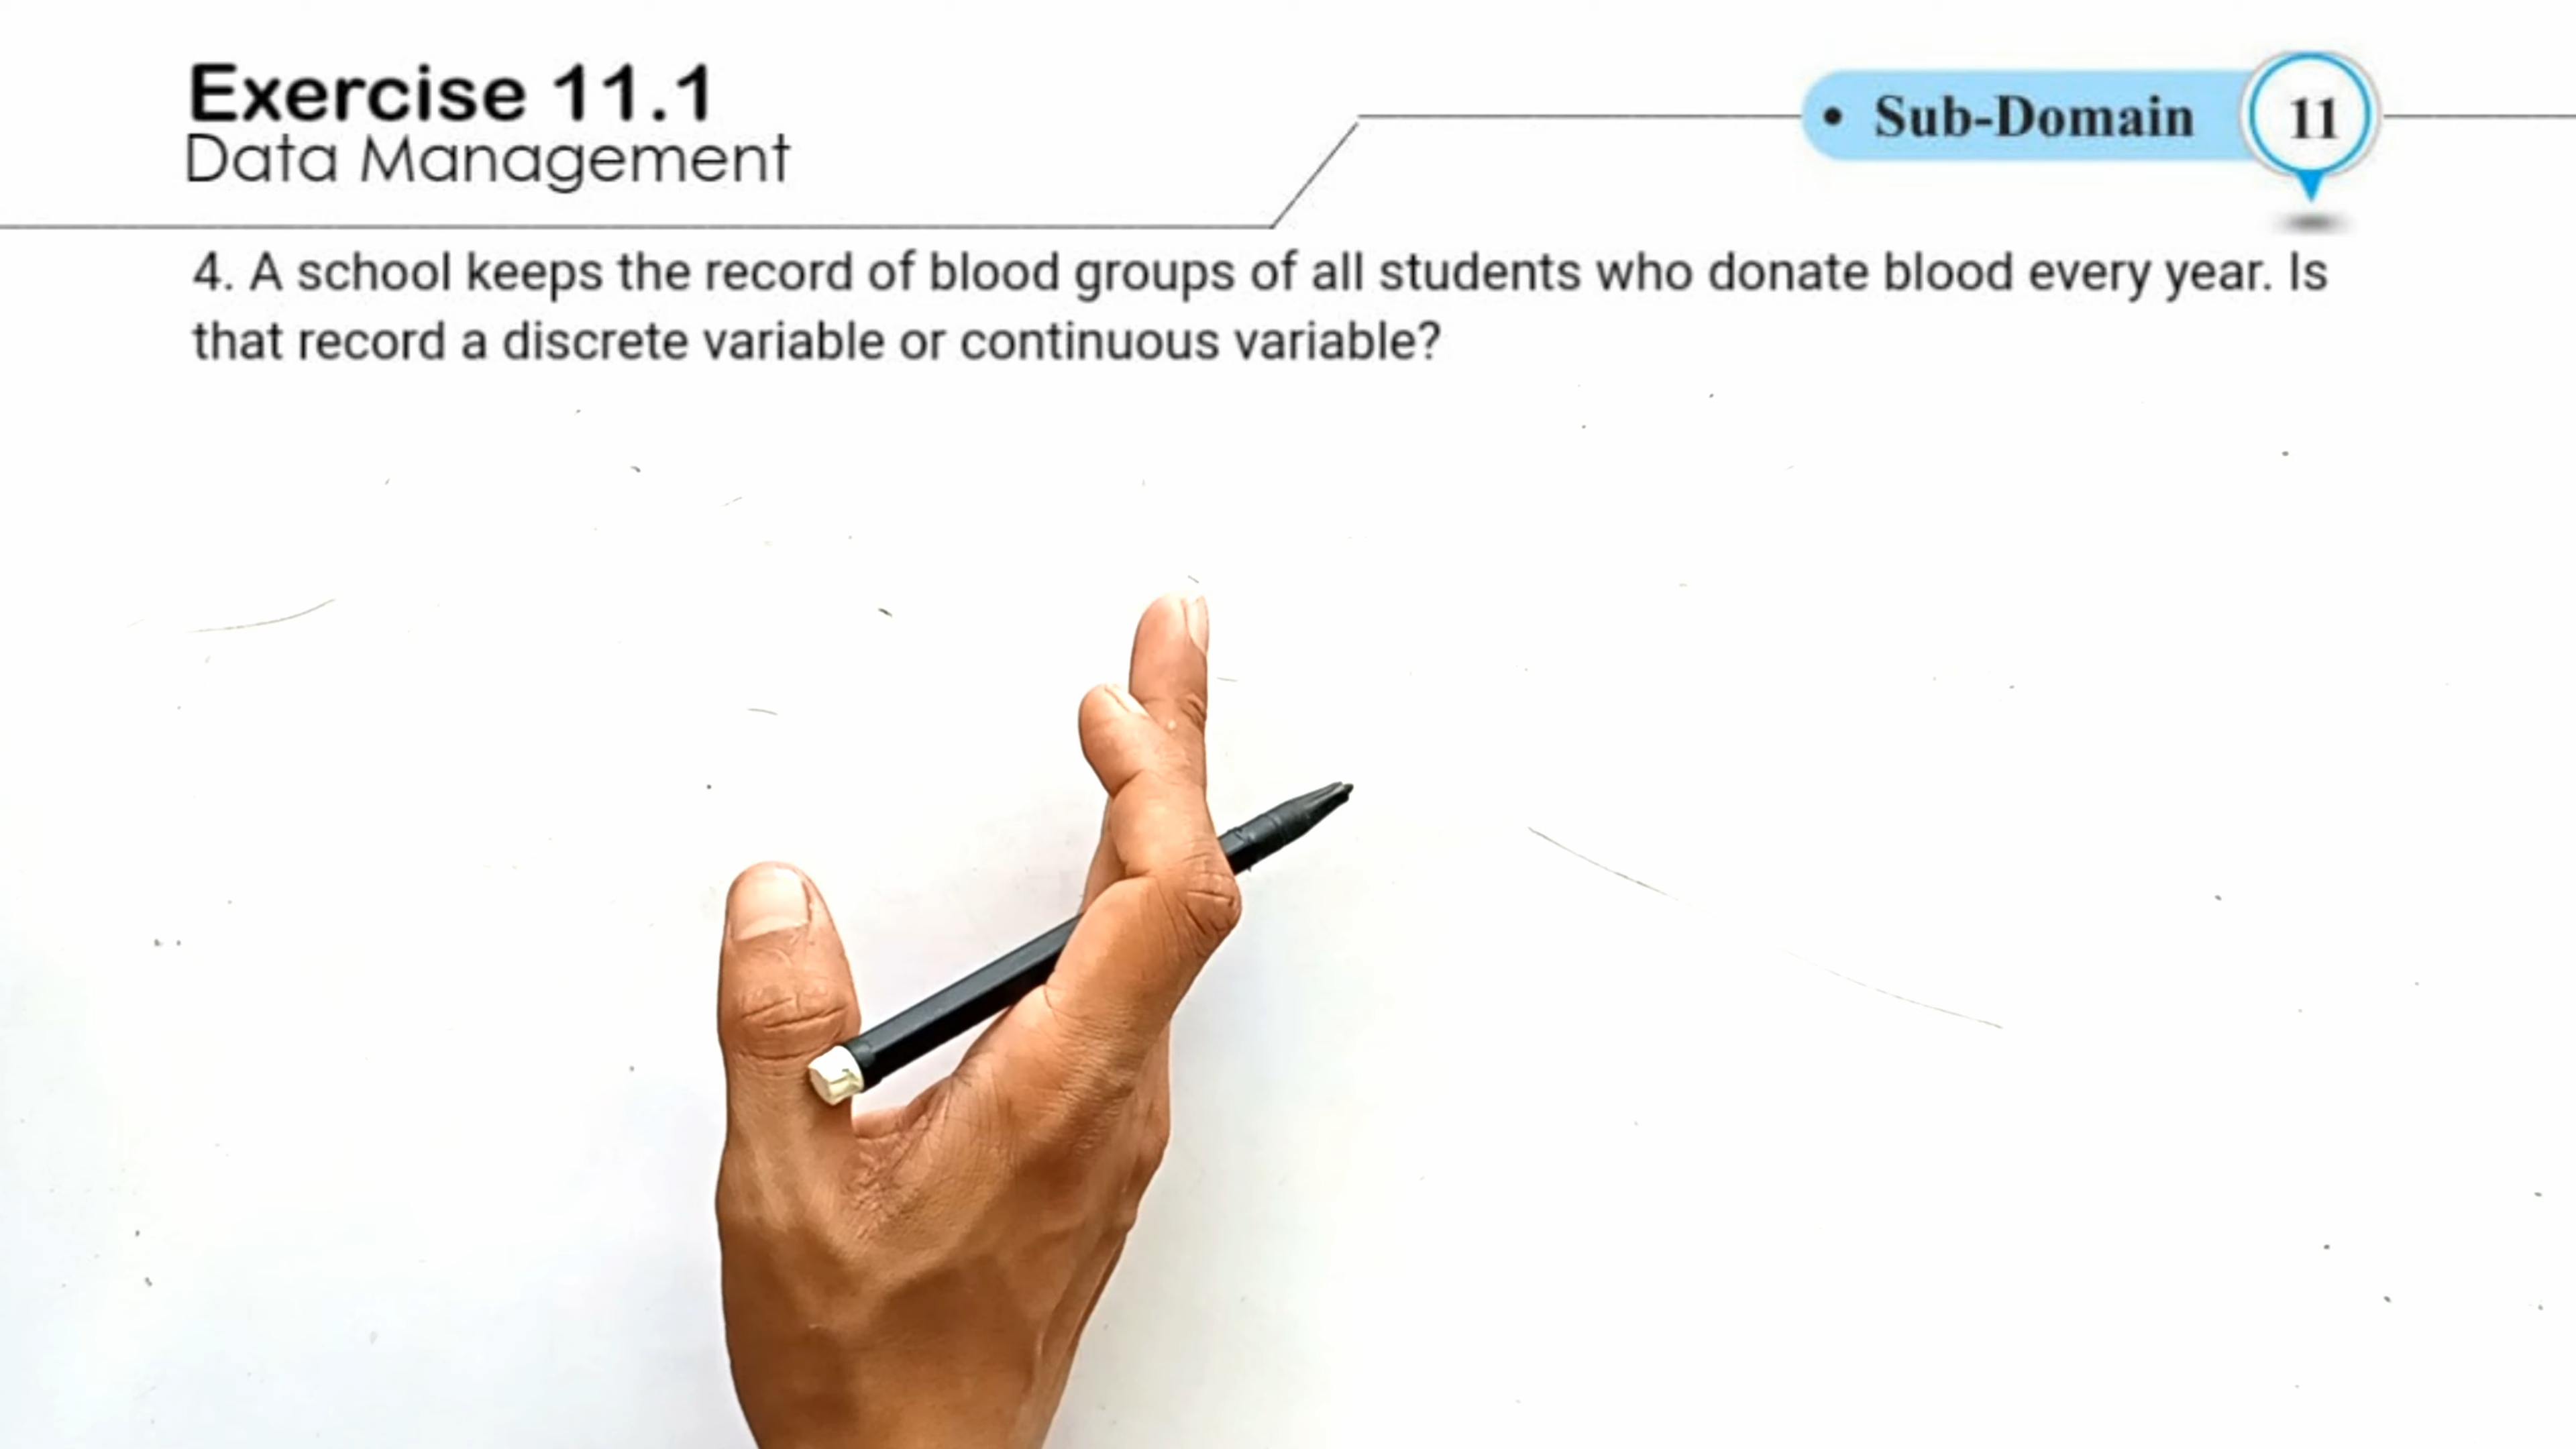 Exercise 11.1
Data Management
• Sub-Domain 11
4. A school keeps the record of blood groups of all students who donate blood every year. Is
that record a discrete variable or continuous variable?